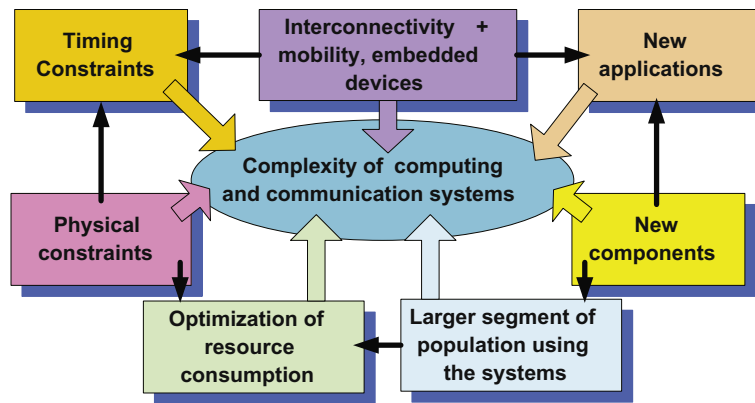 Timing
Constraints
Interconnectivity +
mobility, embedded
devices
New
applications
Complexity of computing
and communication systems
Physical
constraints
New
components
Optimization of
resource
consumption
Larger segment of
population using
the systems